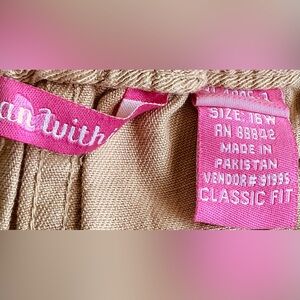 an With
SIZE: 16W
RN 88842
MADE IN
PAKISTAN
VENDOR# 91995
CLASSIC FIT